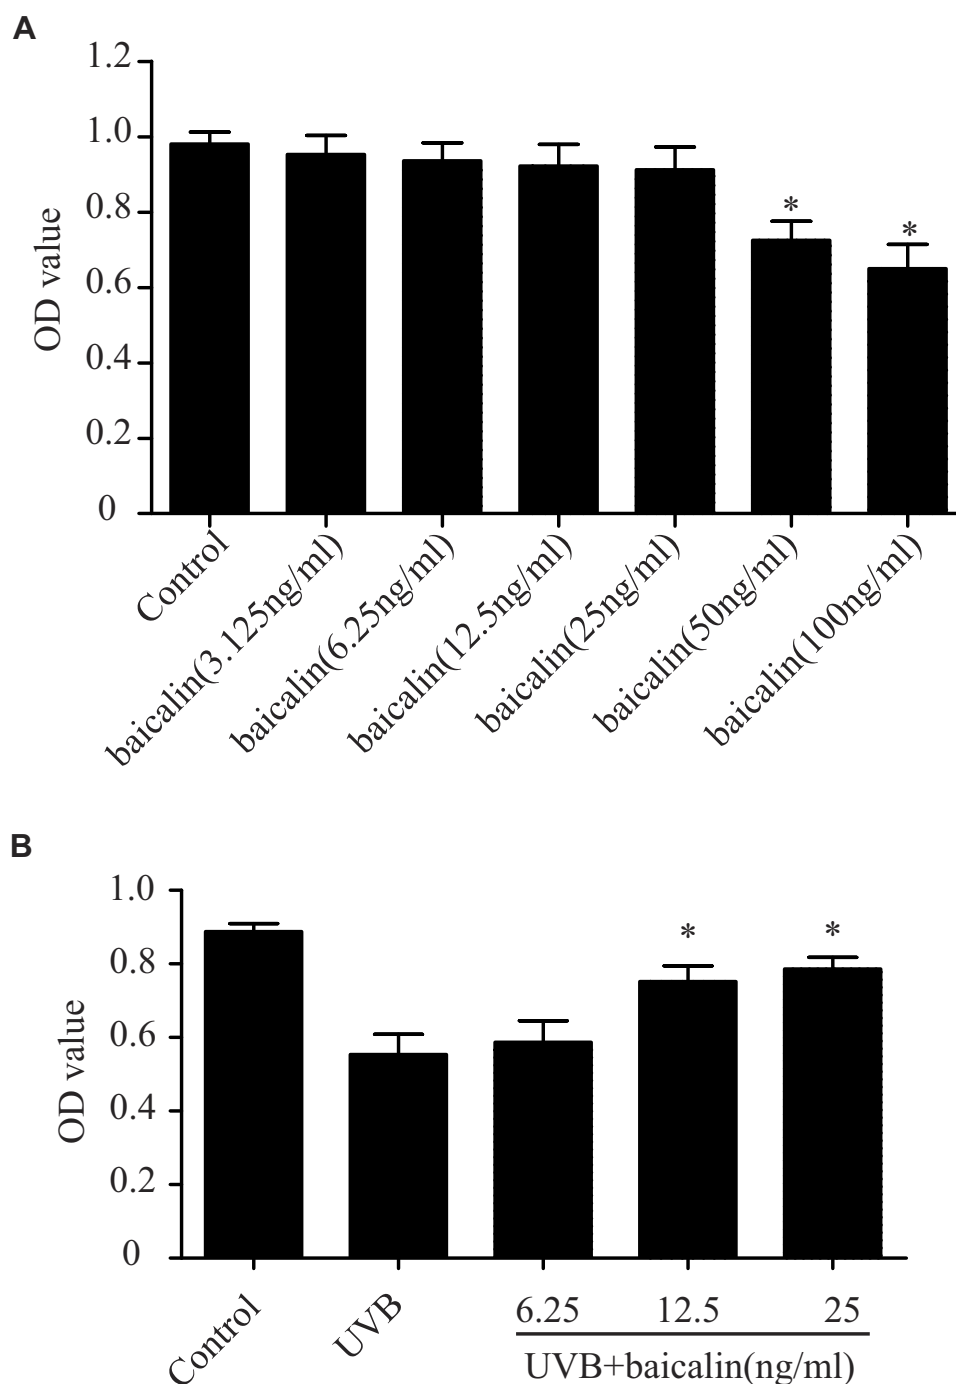 A
1.2
1.0
0.8
0.6
0.4
0.2
0
OD value
* *
Control
baicalin(3.125ng/ml)
baicalin(6.25ng/ml)
baicalin(12.5ng/ml)
baicalin(25ng/ml)
baicalin(50ng/ml)
baicalin(100ng/ml)
B
1.0
0.8
0.6
0.4
0.2
0
OD value
* *
Control
UVB
6.25 12.5 25
UVB+baicalin(ng/ml)